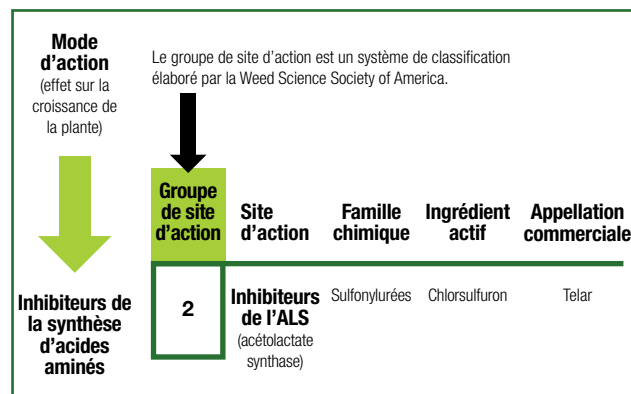 Mode
d'action
(effet sur la
croissance de
la plante)
Le groupe de site d'action est un système de classification
élaboré par la Weed Science Society of America.
Groupe
de site
d'action
Site
d'action
Famille
chimique
Ingrédient
actif
Appellation
commerciale
Inhibiteurs de
la synthèse
d'acides
aminés
2
Inhibiteurs
de l'ALS
(acétolactate
synthase)
Sulfonylurées
Chlorsulfuron
Telar